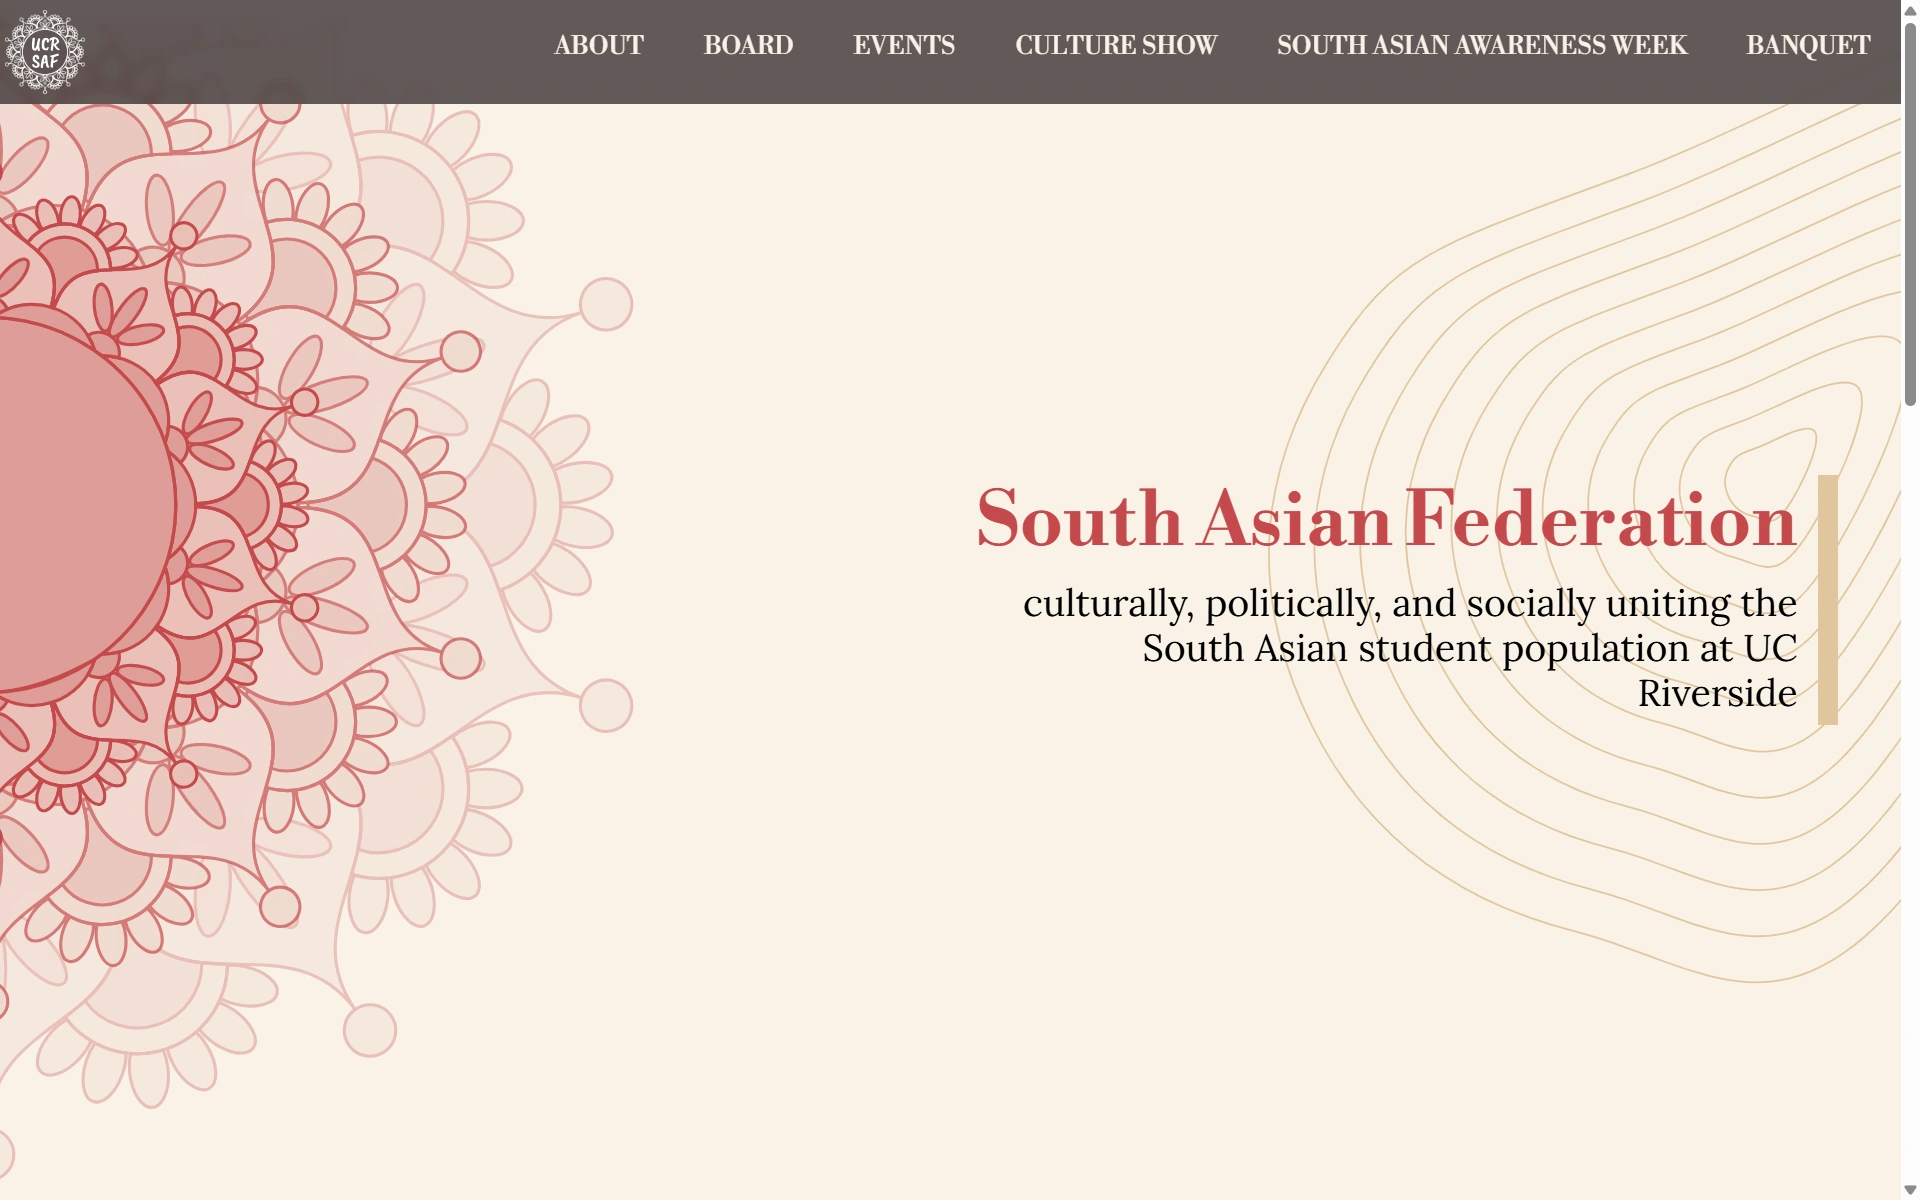 UCR
SAF
ABOUT
BOARD
EVENTS
CULTURE SHOW
SOUTH ASIAN AWARENESS WEEK
BANQUET
South Asian Federation
culturally, politically, and socially uniting the
South Asian student population at UC
Riverside